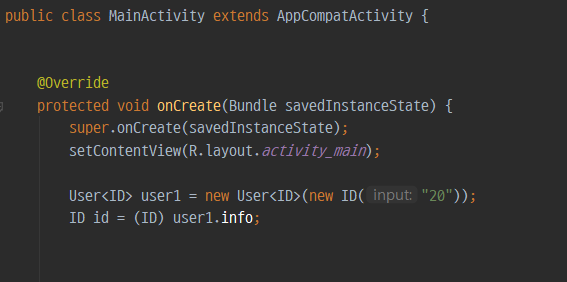 public class MainActivity extends AppCompatActivity {
@Override
protected void onCreate(Bundle savedInstanceState) {
super.onCreate(savedInstanceState);
setContentView(R.layout.activity_main);
User<ID> user1 = new User<ID>(new ID( input: "20"));
ID id = (ID) user1.info;